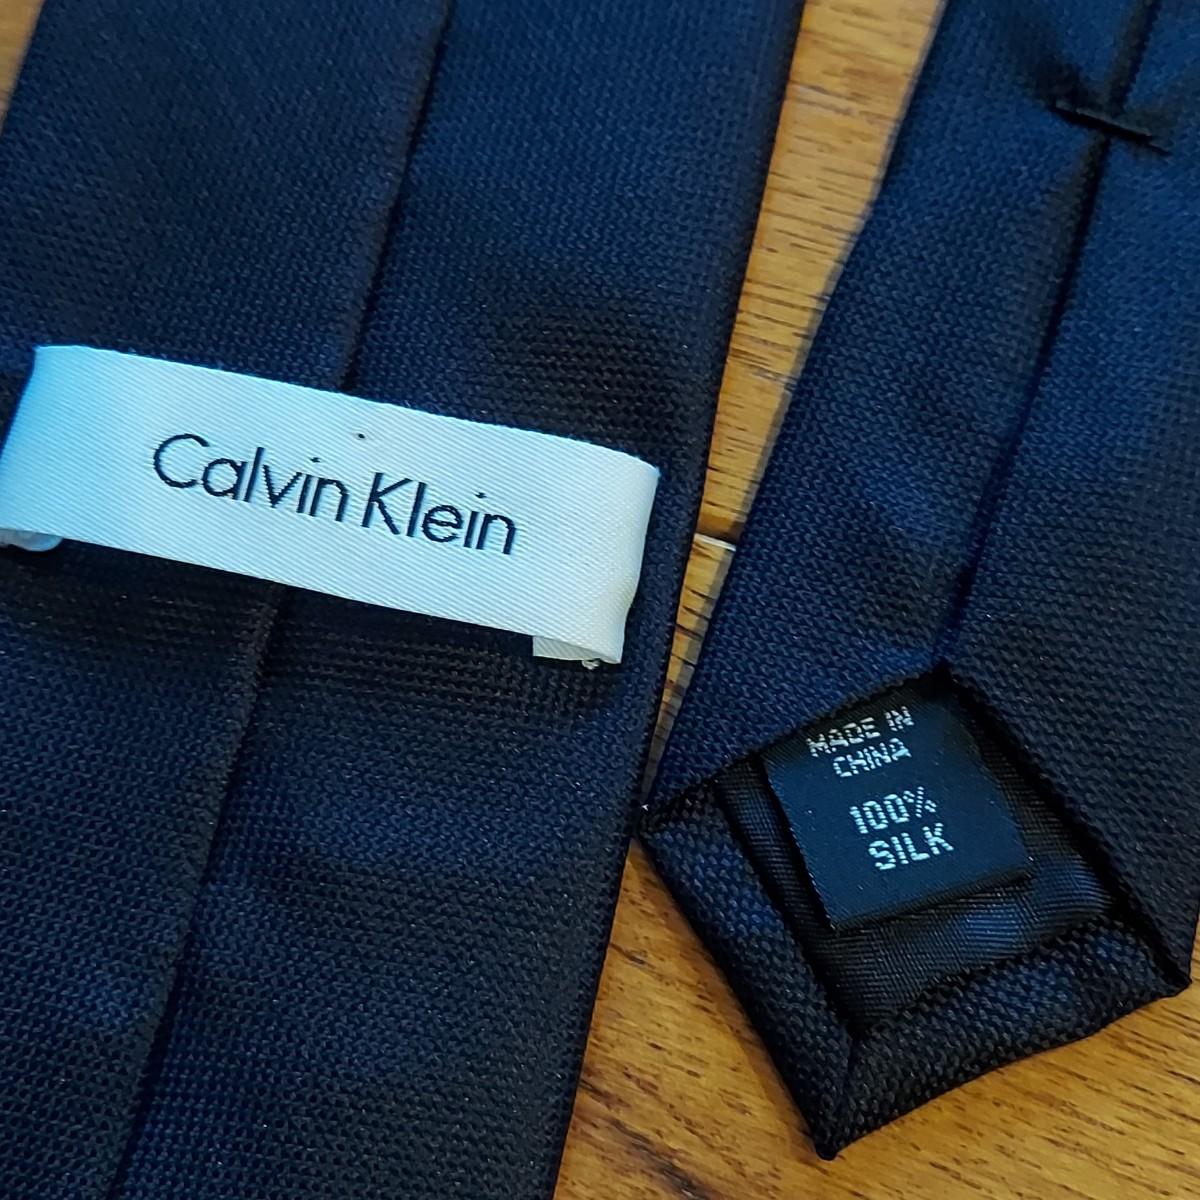 Calvin Klein
MADE IN
CHINA
100%
SILK